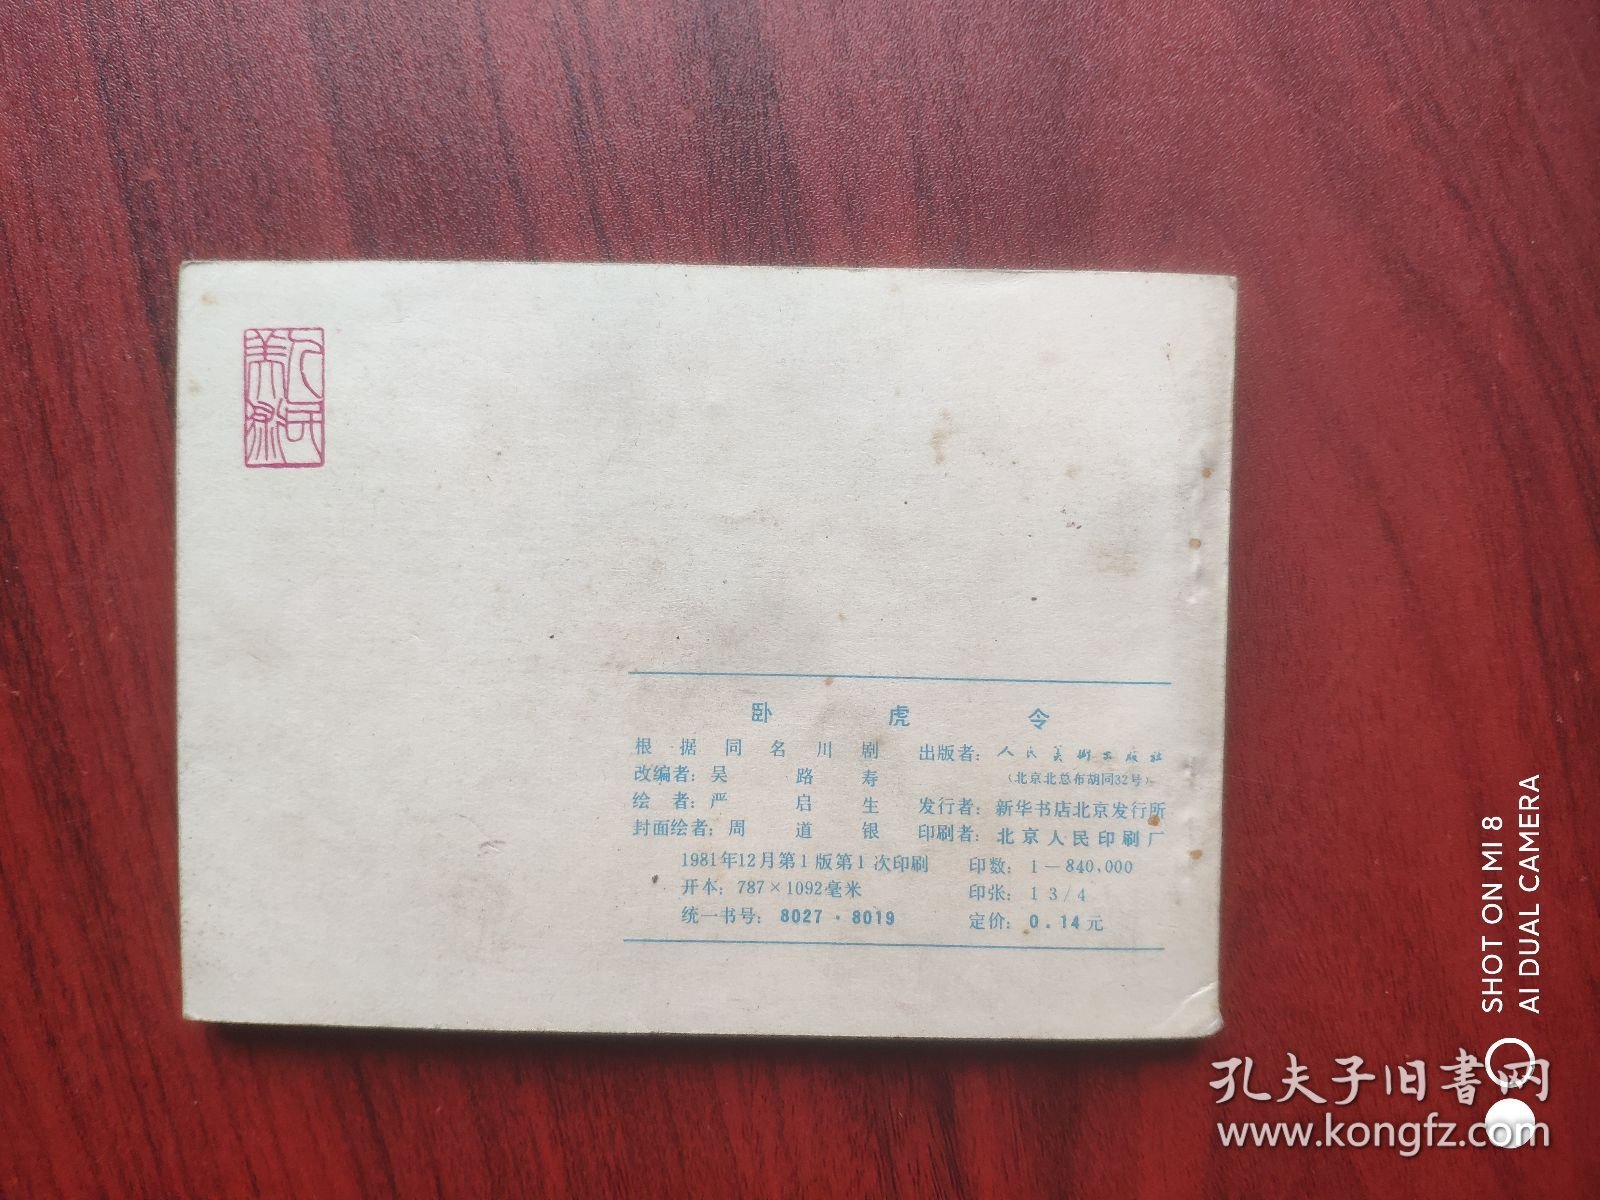 人民
美术
卧虎令
根据同名川剧
改编者：吴路寿
绘者：严启生
封面绘者：周道银
出版者：人民美术出版社
（北京北总布胡同32号）
发行者：新华书店北京发行所
印刷者：北京人民印刷厂
1981年12月第1版第1次印刷
印数：1－840,000
开本：787×1092毫米
印张：1 3/4
统一书号：8027·8019
定价：0.14元
SHOT ON MI 8
AI DUAL CAMERA
孔夫子旧书网
www.kongfz.com